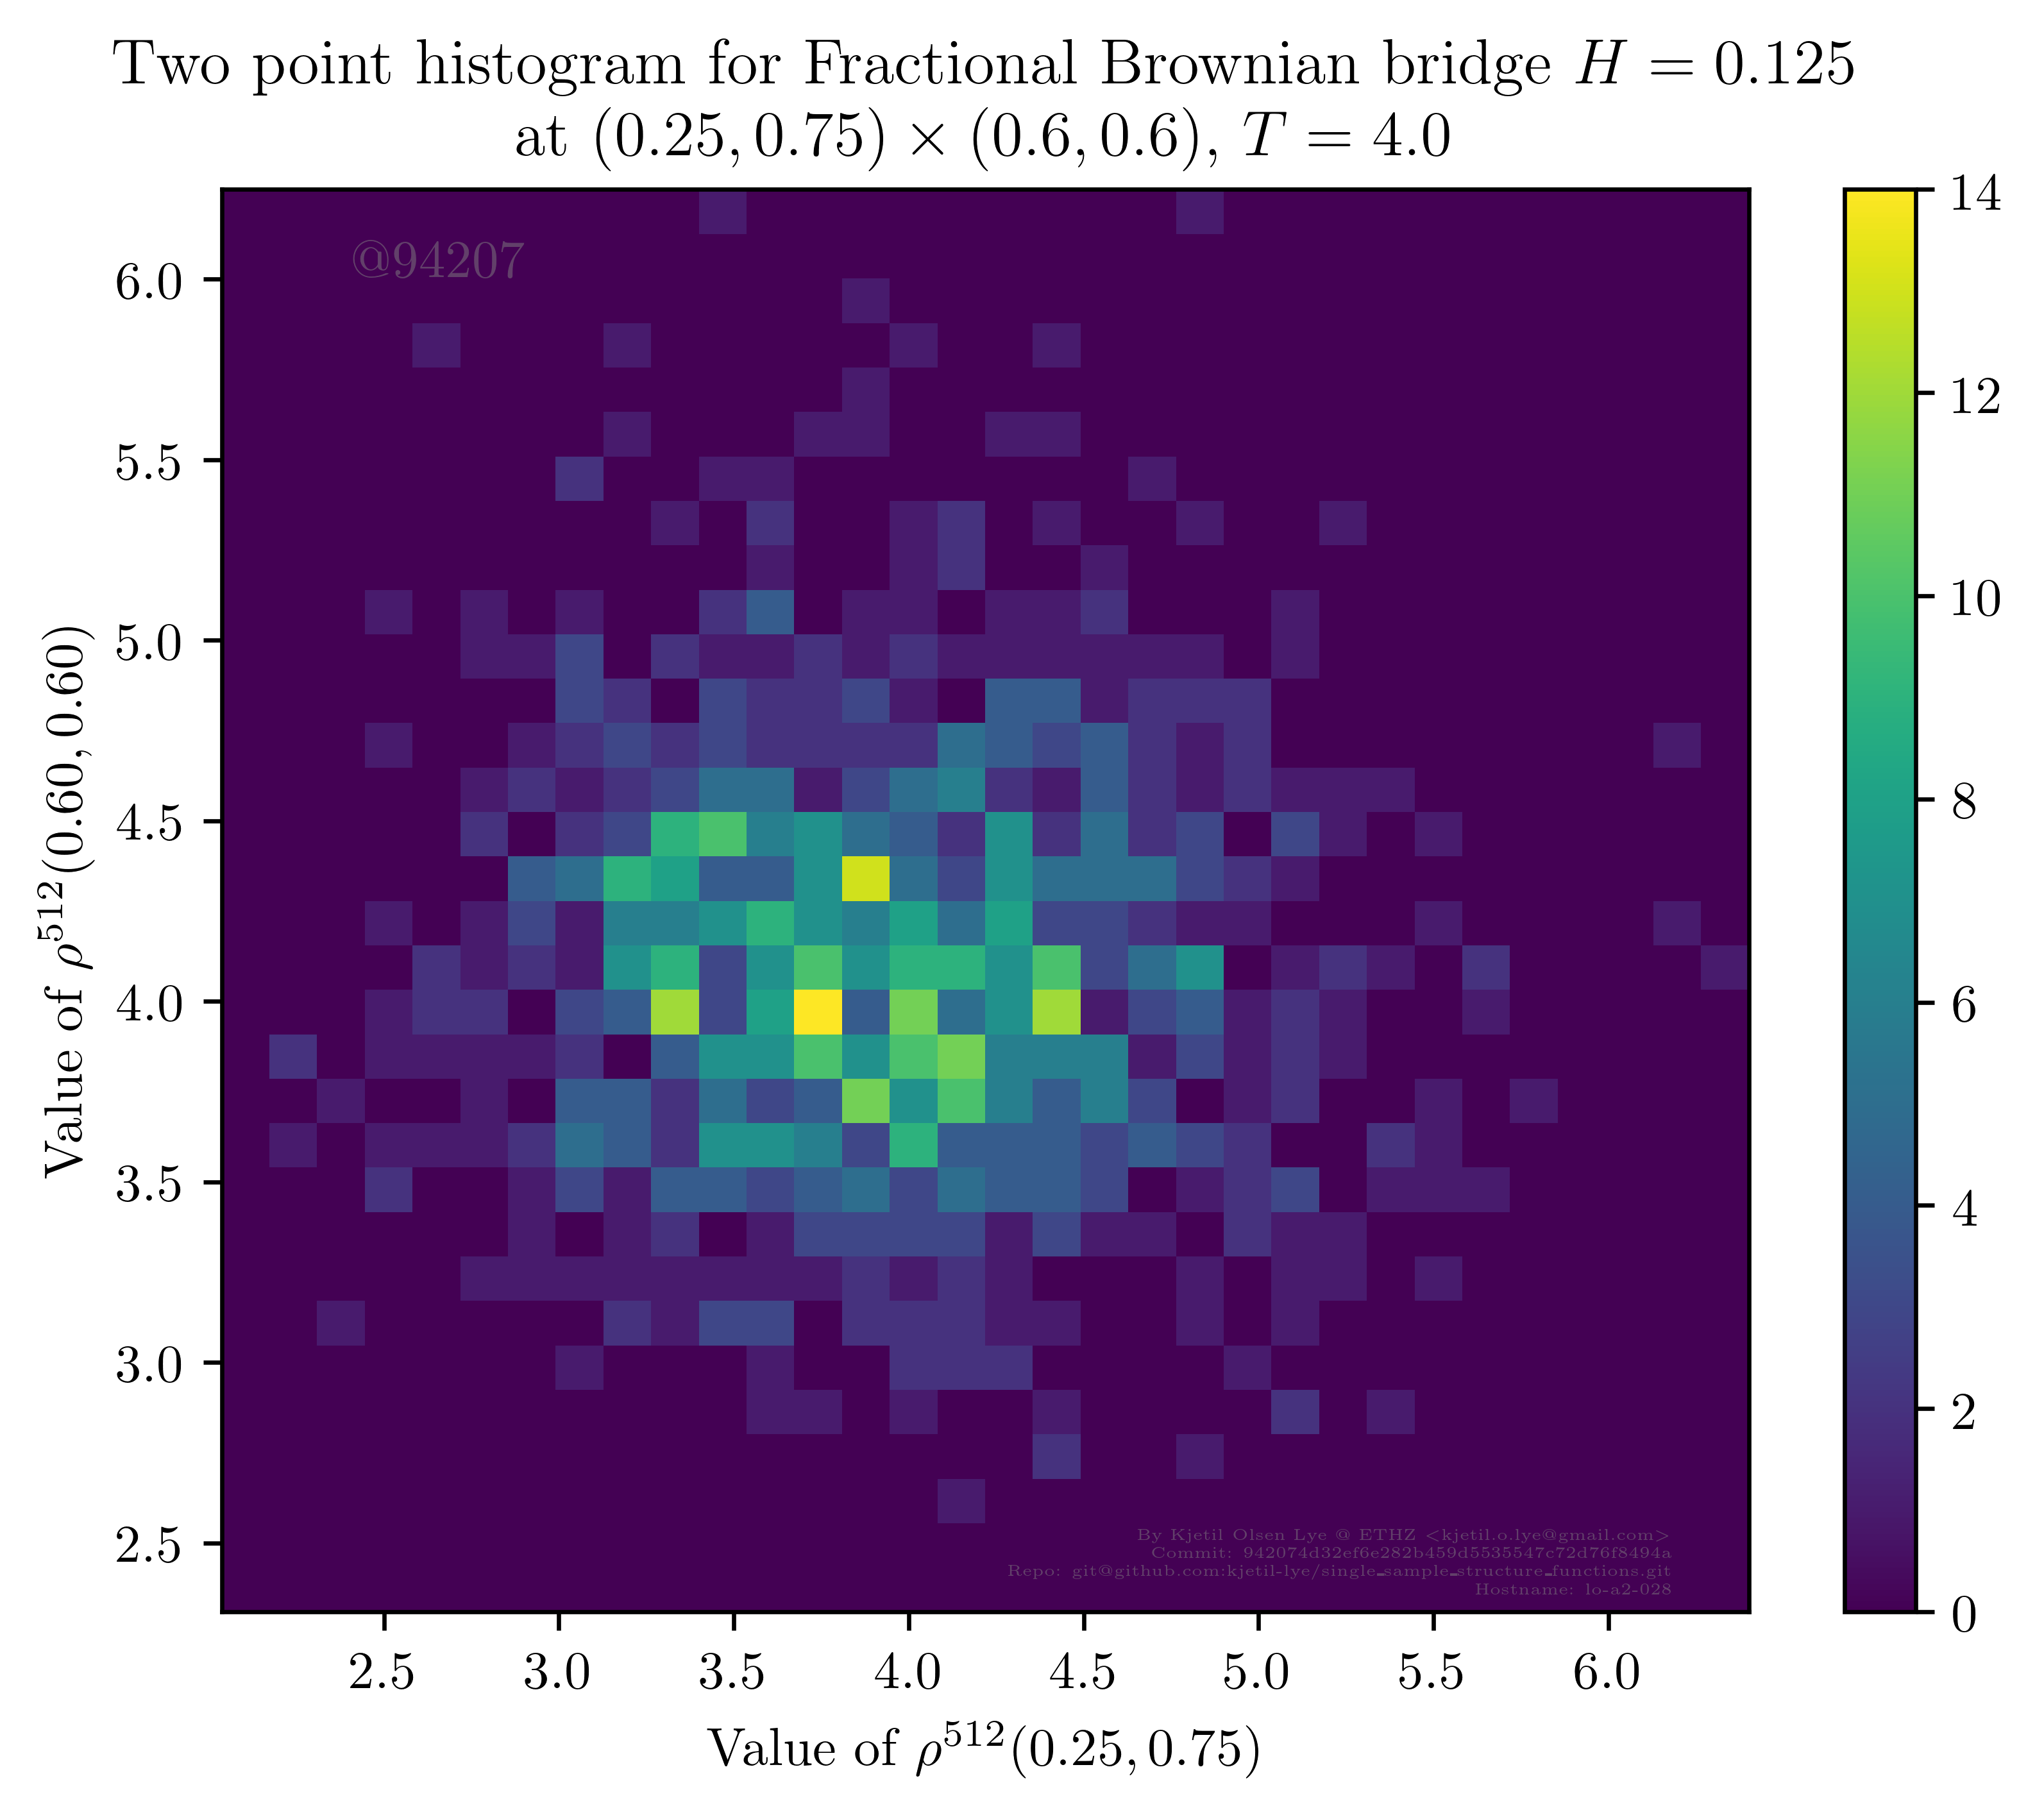 Two point histogram for Fractional Brownian bridge H = 0.125
at (0.25, 0.75) × (0.6, 0.6), T = 4.0
@94207
14
12
10
8
6
4
2
0
6.0
5.5
5.0
4.5
4.0
3.5
3.0
2.5
Value of ρ^512(0.60, 0.60)
By Kjetil Olsen Lye @ ETHZ <kjetil.o.lye@gmail.com>
Commit: 942074d32ef6e282b459d5535547c72d76f8494a
Repo: git@github.com:kjetil-lye/single_sample_structure_functions.git
Hostname: lo-a2-028
2.5 3.0 3.5 4.0 4.5 5.0 5.5 6.0
Value of ρ^512(0.25, 0.75)